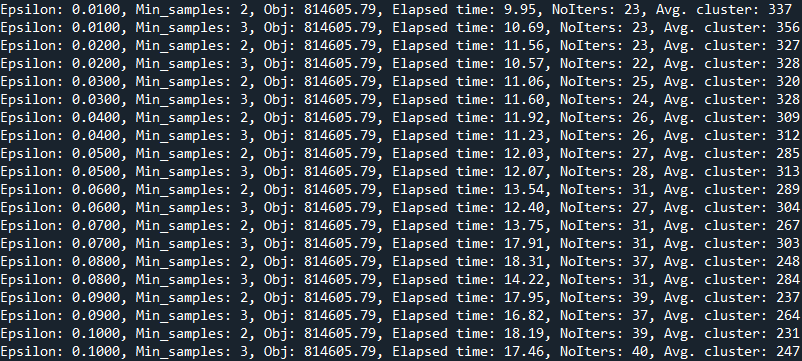 Epsilon: 0.0100, Min_samples: 2, Obj: 814605.79, Elapsed time: 9.95, NoIters: 23, Avg. cluster: 337
Epsilon: 0.0100, Min_samples: 3, Obj: 814605.79, Elapsed time: 10.69, NoIters: 23, Avg. cluster: 356
Epsilon: 0.0200, Min_samples: 2, Obj: 814605.79, Elapsed time: 11.56, NoIters: 23, Avg. cluster: 327
Epsilon: 0.0200, Min_samples: 3, Obj: 814605.79, Elapsed time: 10.57, NoIters: 22, Avg. cluster: 328
Epsilon: 0.0300, Min_samples: 2, Obj: 814605.79, Elapsed time: 11.06, NoIters: 25, Avg. cluster: 320
Epsilon: 0.0300, Min_samples: 3, Obj: 814605.79, Elapsed time: 11.60, NoIters: 24, Avg. cluster: 328
Epsilon: 0.0400, Min_samples: 2, Obj: 814605.79, Elapsed time: 11.92, NoIters: 26, Avg. cluster: 309
Epsilon: 0.0400, Min_samples: 3, Obj: 814605.79, Elapsed time: 11.23, NoIters: 26, Avg. cluster: 312
Epsilon: 0.0500, Min_samples: 2, Obj: 814605.79, Elapsed time: 12.03, NoIters: 27, Avg. cluster: 285
Epsilon: 0.0500, Min_samples: 3, Obj: 814605.79, Elapsed time: 12.07, NoIters: 28, Avg. cluster: 313
Epsilon: 0.0600, Min_samples: 2, Obj: 814605.79, Elapsed time: 13.54, NoIters: 31, Avg. cluster: 289
Epsilon: 0.0600, Min_samples: 3, Obj: 814605.79, Elapsed time: 12.40, NoIters: 27, Avg. cluster: 304
Epsilon: 0.0700, Min_samples: 2, Obj: 814605.79, Elapsed time: 13.75, NoIters: 31, Avg. cluster: 267
Epsilon: 0.0700, Min_samples: 3, Obj: 814605.79, Elapsed time: 17.91, NoIters: 31, Avg. cluster: 303
Epsilon: 0.0800, Min_samples: 2, Obj: 814605.79, Elapsed time: 18.31, NoIters: 37, Avg. cluster: 248
Epsilon: 0.0800, Min_samples: 3, Obj: 814605.79, Elapsed time: 14.22, NoIters: 31, Avg. cluster: 284
Epsilon: 0.0900, Min_samples: 2, Obj: 814605.79, Elapsed time: 17.95, NoIters: 39, Avg. cluster: 237
Epsilon: 0.0900, Min_samples: 3, Obj: 814605.79, Elapsed time: 16.82, NoIters: 37, Avg. cluster: 264
Epsilon: 0.1000, Min_samples: 2, Obj: 814605.79, Elapsed time: 18.19, NoIters: 39, Avg. cluster: 231
Epsilon: 0.1000, Min_samples: 3, Obj: 814605.79, Elapsed time: 17.46, NoIters: 40, Avg. cluster: 247